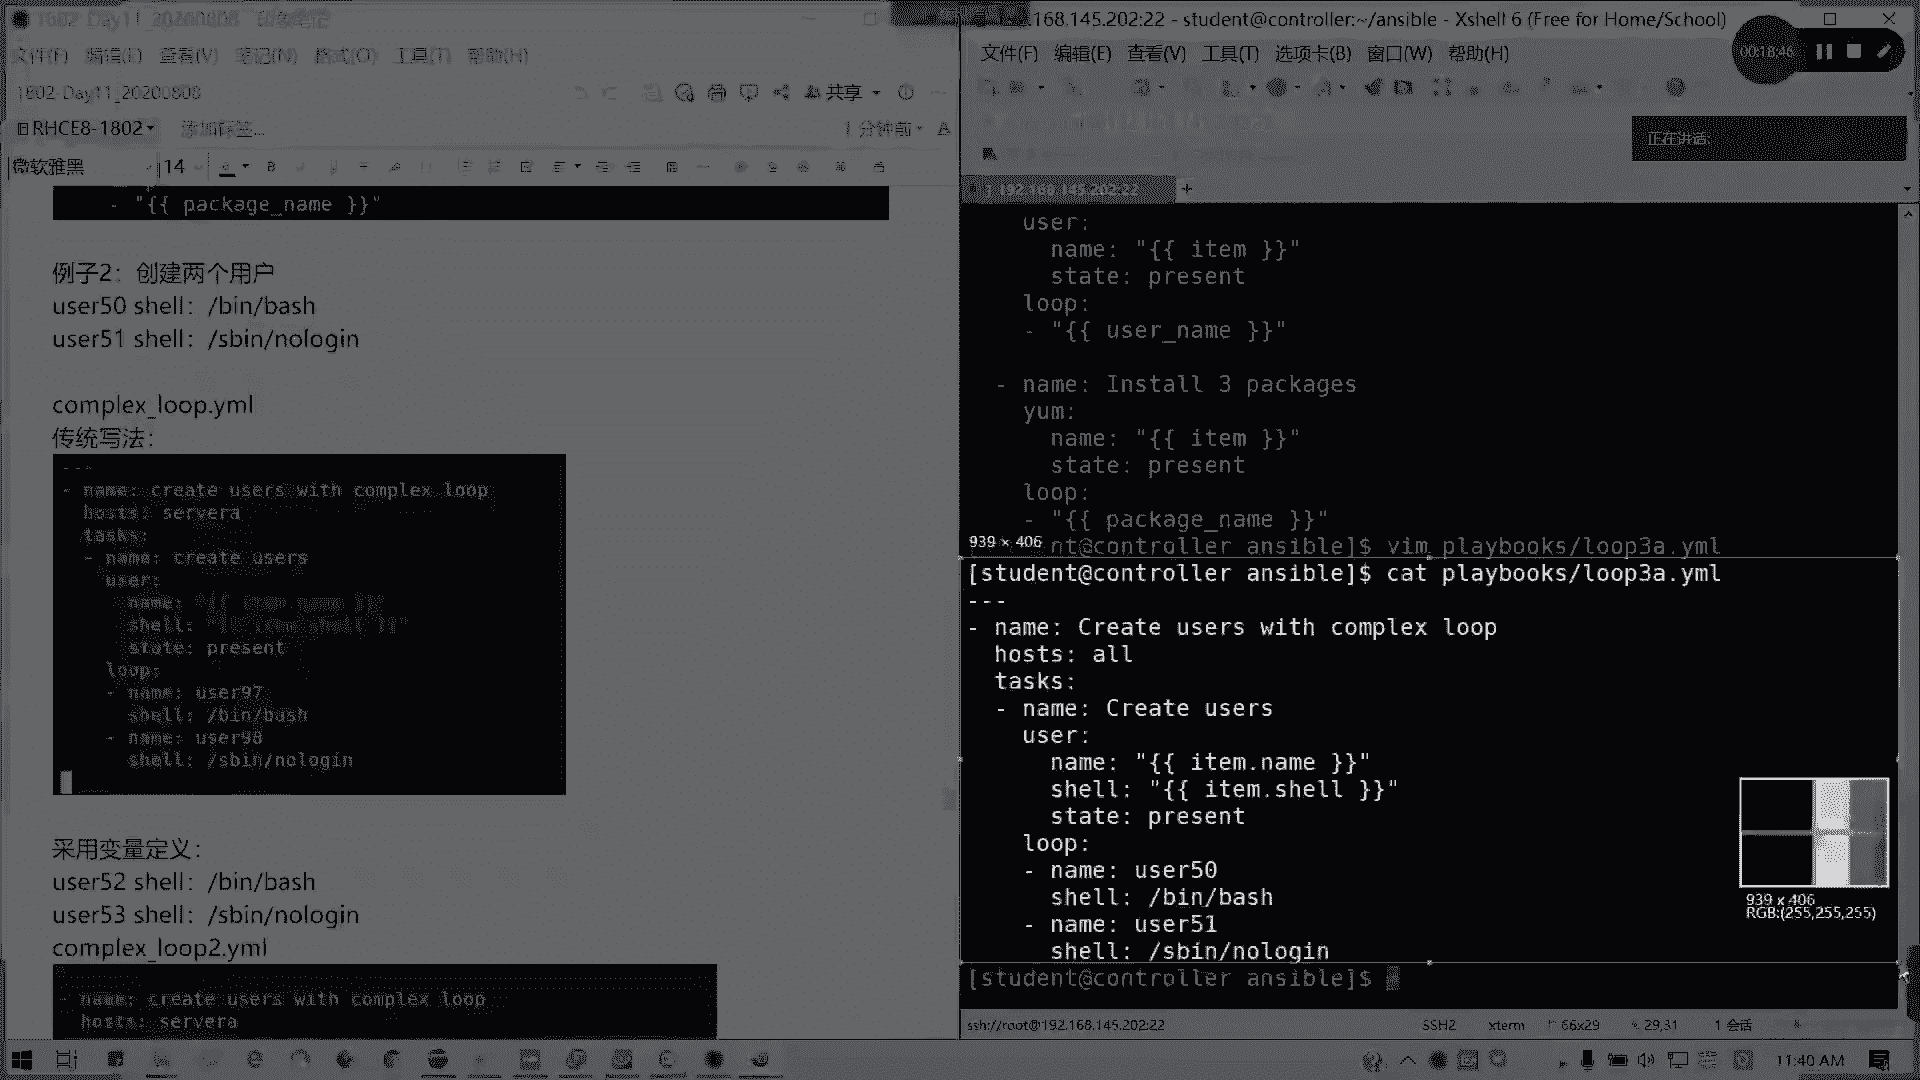 1802-Day11_20200808
文件(F) 编辑(E) 查看(V) 笔记(N) 格式(O) 工具(T) 帮助(H)
1802-Day11_20200808
共享
RHCE8-1802
添加标签...
1 分钟前
微软雅黑 14
- "{{ package_name }}"
例子2：创建两个用户
user50 shell：/bin/bash
user51 shell：/sbin/nologin
complex_loop.yml
传统写法：
---
- name: create users with complex loop
hosts: servera
tasks:
- name: create users
user:
name: "{{ item.name }}"
shell: "{{ item.shell }}"
state: present
loop:
- name: user97
shell: /bin/bash
- name: user98
shell: /sbin/nologin
采用变量定义：
user52 shell：/bin/bash
user53 shell：/sbin/nologin
complex_loop2.yml
- name: create users with complex loop
hosts: servera
168.145.202:22 - student@controller:~/ansible - Xshell 6 (Free for Home/School)
文件(F) 编辑(E) 查看(V) 工具(T) 选项卡(B) 窗口(W) 帮助(H)
00:18:46
正在讲话:
1 192.168.145.202:22
user:
name: "{{ item }}"
state: present
loop:
- "{{ user_name }}"
- name: Install 3 packages
yum:
name: "{{ item }}"
state: present
loop:
- "{{ package_name }}"
939 × 406
nt@controller ansible]$ vim playbooks/loop3a.yml
[student@controller ansible]$ cat playbooks/loop3a.yml
---
- name: Create users with complex loop
hosts: all
tasks:
- name: Create users
user:
name: "{{ item.name }}"
shell: "{{ item.shell }}"
state: present
loop:
- name: user50
shell: /bin/bash
- name: user51
shell: /sbin/nologin
[student@controller ansible]$
939 x 406
RGB:(255,255,255)
ssh://root@192.168.145.202:22 SSH2 xterm 66x29 29,31 1 会话
11:40 AM